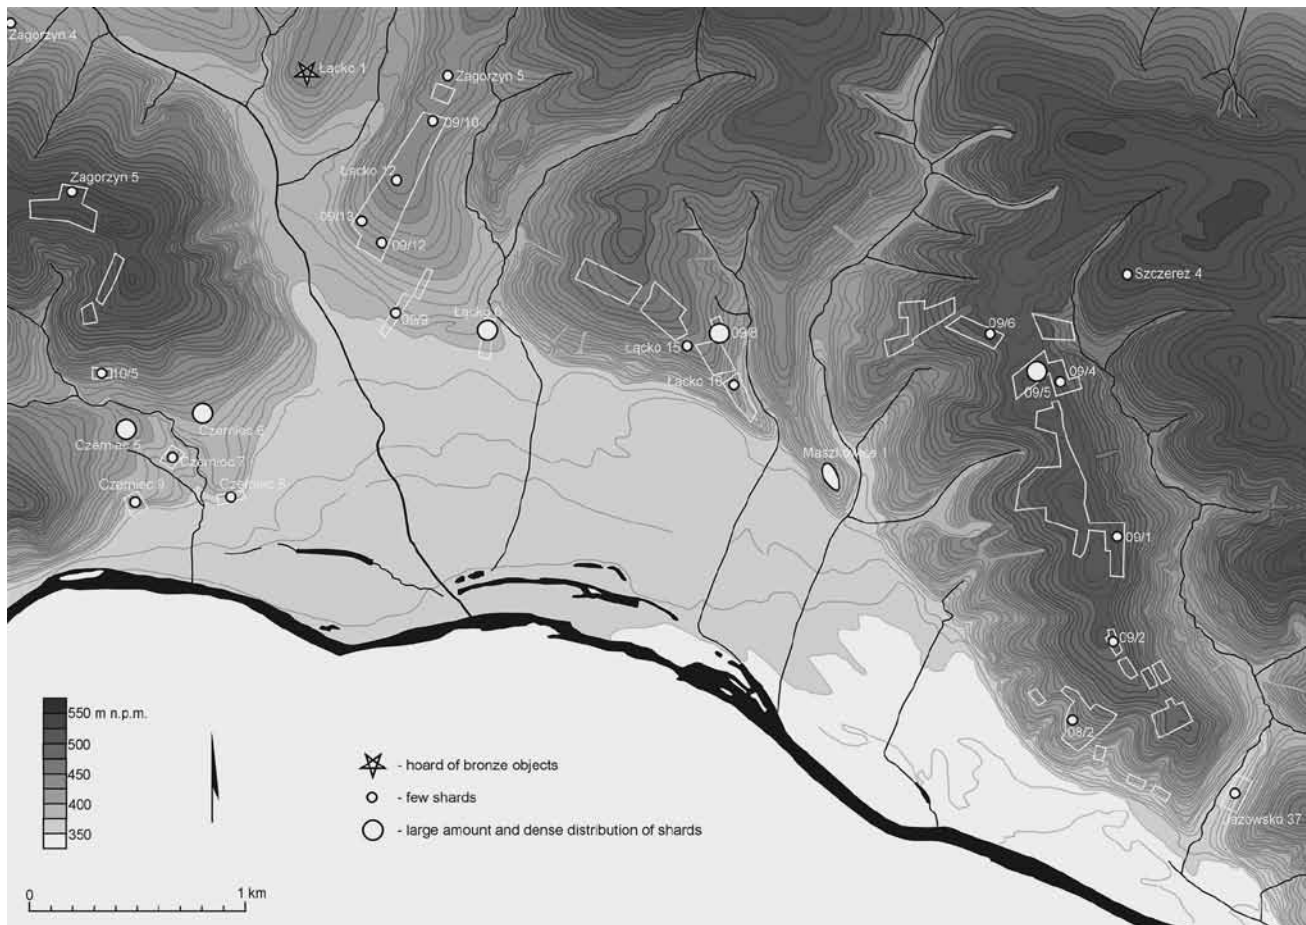 Zagorzyn 4
Łącko 1
Zagorzyn 5
09/10
Łącko 12
Zagorzyn 5
09/13
09/12
Szczereż 4
09/9
Łącko 6
09/8
09/6
Łącko 15
Łącko 16
09/4
09/5
10/5
Czerniec 6
Czerniec 5
Czerniec 7
Maszkowice 1
Czerniec 9
Czerniec 8
09/1
09/2
08/2
Jazowsko 37
550 m n.p.m.
500
450
400
350
- hoard of bronze objects
- few shards
- large amount and dense distribution of shards
0
1 km